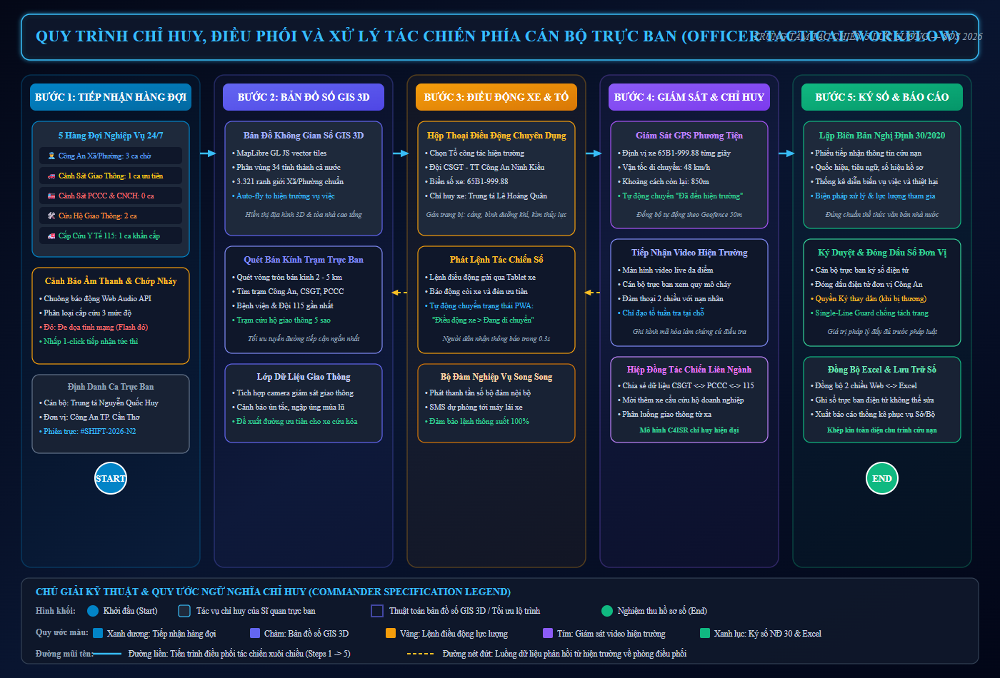 QUY TRÌNH CHỈ HUY, ĐIỀU PHỐI VÀ XỬ LÝ TÁC CHIẾN PHÍA CÁN BỘ TRỰC BAN (OFFICER TACTICAL WORKFLOW)
BƯỚC 1: TIẾP NHẬN HÀNG ĐỢI
5 Hàng Đợi Nghiệp Vụ 24/7
Công An Xã/Phường: 3 ca chờ
Cảnh Sát Giao Thông: 1 ca ưu tiên
Cảnh Sát PCCC & CNCH: 0 ca
Cứu Hộ Giao Thông: 2 ca
Cấp Cứu Y Tế 115: 1 ca khẩn cấp
Cảnh Báo Âm Thanh & Chớp Nháy
• Chuông báo động Web Audio API
• Phân loại cấp cứu 3 mức độ
• Đỏ: Đe dọa tính mạng (Flash đỏ)
• Nhấp 1-click tiếp nhận tức thì
Định Danh Ca Trực Ban
• Cán bộ: Trung tá Nguyễn Quốc Huy
• Đơn vị: Công An TP. Cần Thơ
• Phiên trực: #SHIFT-2026-N2
START
BƯỚC 2: BẢN ĐỒ SỐ GIS 3D
Bản Đồ Không Gian Số GIS 3D
• MapLibre GL JS vector tiles
• Phân vùng 34 tỉnh thành cả nước
• 3.321 ranh giới Xã/Phường chuẩn
• Auto-fly to hiện trường vụ việc
Hiển thị địa hình 3D & tòa nhà cao tầng
Quét Bán Kính Trạm Trực Ban
• Quét vòng tròn bán kính 2 - 5 km
• Tìm trạm Công An, CSGT, PCCC
• Bệnh viện & Đội 115 gần nhất
• Trạm cứu hộ giao thông 5 sao
Tối ưu tuyến đường tiếp cận ngắn nhất
Lớp Dữ Liệu Giao Thông
• Tích hợp camera giám sát giao thông
• Cảnh báo ùn tắc, ngập úng mùa lũ
• Đề xuất đường ưu tiên cho xe cứu hỏa
BƯỚC 3: ĐIỀU ĐỘNG XE & TỔ
Hộp Thoại Điều Động Chuyên Dụng
• Chọn Tổ công tác hiện trường
• Đội CSGT - TT Công An Ninh Kiều
• Biển số xe: 65B1-999.88
• Chỉ huy xe: Trung tá Lê Hoàng Quân
Gán trang bị: cáng, bình dưỡng khí, kìm thủy lực
Phát Lệnh Tác Chiến Số
• Lệnh điều động gửi qua Tablet xe
• Báo động còi xe và đèn ưu tiên
• Tự động chuyển trạng thái PWA:
"Điều động xe > Đang di chuyển"
Người dân nhận thông báo trong 0.3s
Bộ Đàm Nghiệp Vụ Song Song
• Phát thanh tần số bộ đàm nội bộ
• SMS dự phòng tới máy lái xe
• Đảm bảo lệnh thông suốt 100%
BƯỚC 4: GIÁM SÁT & CHỈ HUY
Giám Sát GPS Phương Tiện
• Định vị xe 65B1-999.88 từng giây
• Vận tốc di chuyển: 48 km/h
• Khoảng cách còn lại: 850m
• Tự động chuyển "Đã đến hiện trường"
Đồng bộ tự động theo Geofence 50m
Tiếp Nhận Video Hiện Trường
• Màn hình video live đa điểm
• Cán bộ trực ban xem quy mô cháy
• Đàm thoại 2 chiều với nạn nhân
• Chỉ đạo tổ tuần tra tại chỗ
Ghi hình mã hóa làm chứng cứ điều tra
Hiệp Đồng Tác Chiến Liên Ngành
• Chia sẻ dữ liệu CSGT <-> PCCC <-> 115
• Mời thêm xe cẩu cứu hộ doanh nghiệp
• Phân luồng giao thông từ xa
Mô hình C4ISR chỉ huy hiện đại
BƯỚC 5: KÝ SỐ & BÁO CÁO
Lập Biên Bản Nghị Định 30/2020
• Phiếu tiếp nhận thông tin cứu nạn
• Quốc hiệu, tiêu ngữ, số hiệu hồ sơ
• Thống kê diễn biến vụ việc và thiệt hại
• Biện pháp xử lý & lực lượng tham gia
Đúng chuẩn thể thức văn bản nhà nước
Ký Duyệt & Đóng Dấu Số Đơn Vị
• Cán bộ trực ban ký số điện tử
• Đóng dấu điện tử đơn vị Công An
• Quyền Ký thay dân (khi bị thương)
• Single-Line Guard chống tách trang
Giá trị pháp lý đầy đủ trước pháp luật
Đồng Bộ Excel & Lưu Trữ Số
• Đồng bộ 2 chiều Web <-> Excel
• Ghi sổ trực ban điện tử không thể sửa
• Xuất báo cáo thống kê phục vụ Sở/Bộ
Khép kín toàn diện chu trình cứu nạn
END
CHÚ GIẢI KỸ THUẬT & QUY ƯỚC NGỮ NGHĨA CHỈ HUY (COMMANDER SPECIFICATION LEGEND)
Hình khối: Khởi đầu (Start) Tác vụ chỉ huy của Sĩ quan trực ban Thuật toán bản đồ số GIS 3D / Tối ưu lộ trình Nghiệm thu hồ sơ số (End)
Quy ước màu: Xanh dương: Tiếp nhận hàng đợi Chàm: Bản đồ số GIS 3D Vàng: Lệnh điều động lực lượng Tím: Giám sát video hiện trường Xanh lục: Ký số NĐ 30 & Excel
Đường mũi tên: Đường liền: Tiến trình điều phối tác chiến xuôi chiều (Steps 1 -> 5) Đường nét đứt: Luồng dữ liệu phản hồi từ hiện trường về phòng điều phối